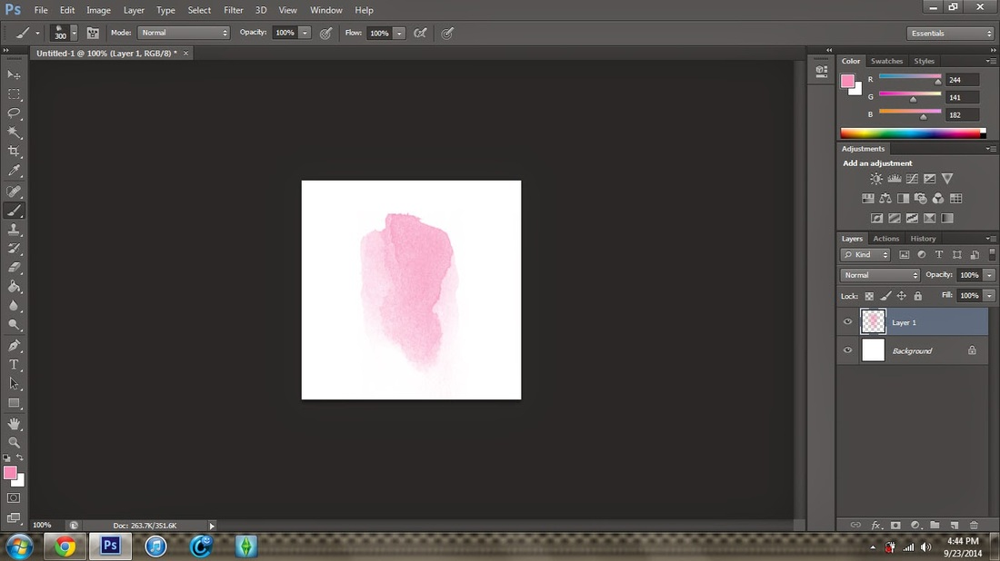 Ps File Edit Image Layer Type Select Filter 3D View Window Help
300 Mode: Normal Opacity: 100% Flow: 100% Essentials
Untitled-1 @ 100% (Layer 1, RGB/8) * ×
Color Swatches Styles
R 244
G 141
B 182
Adjustments
Add an adjustment
Layers Actions History
Kind T
Normal Opacity: 100%
Lock: Fill: 100%
Layer 1
Background
T
fx.
100% Doc: 263.7K/351.6K
Ps
4:44 PM
9/23/2014